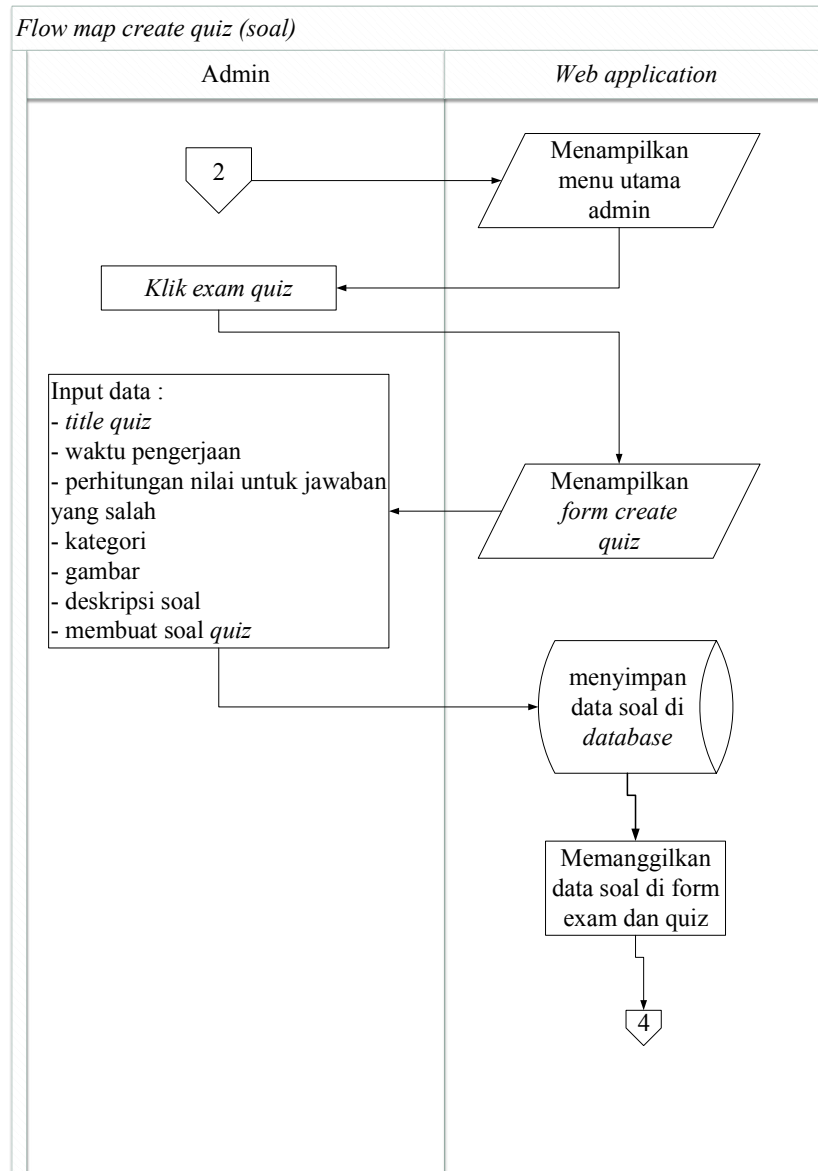 Flow map create quiz (soal)
Admin
Web application
2
Menampilkan
menu utama
admin
Klik exam quiz
Input data :
- title quiz
- waktu pengerjaan
- perhitungan nilai untuk jawaban
yang salah
- kategori
- gambar
- deskripsi soal
- membuat soal quiz
Menampilkan
form create
quiz
menyimpan
data soal di
database
Memanggilkan
data soal di form
exam dan quiz
4